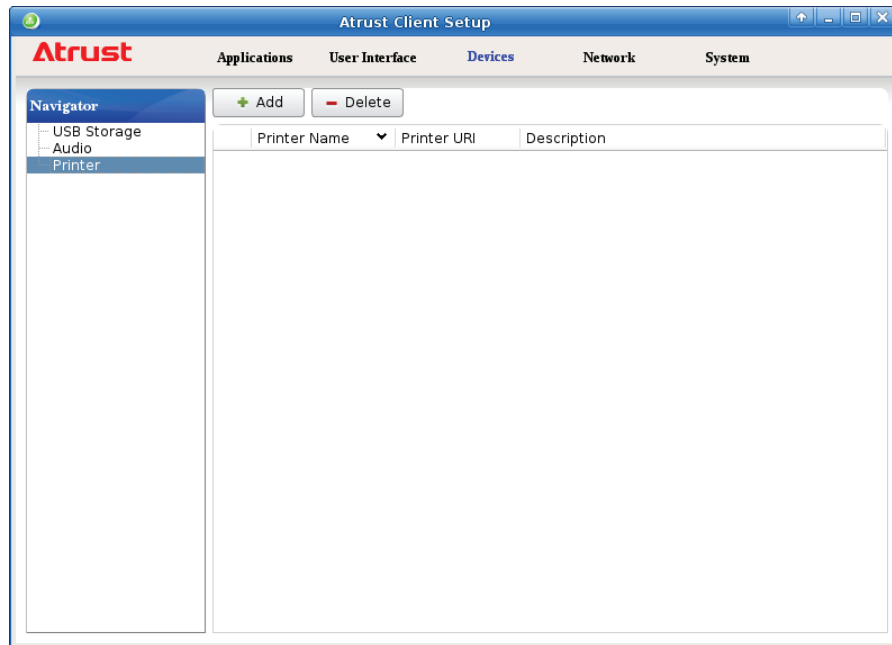 Atrust Client Setup
Atrust
Applications User Interface Devices Network System
Navigator
USB Storage
Audio
Printer
Add Delete
Printer Name Printer URI Description